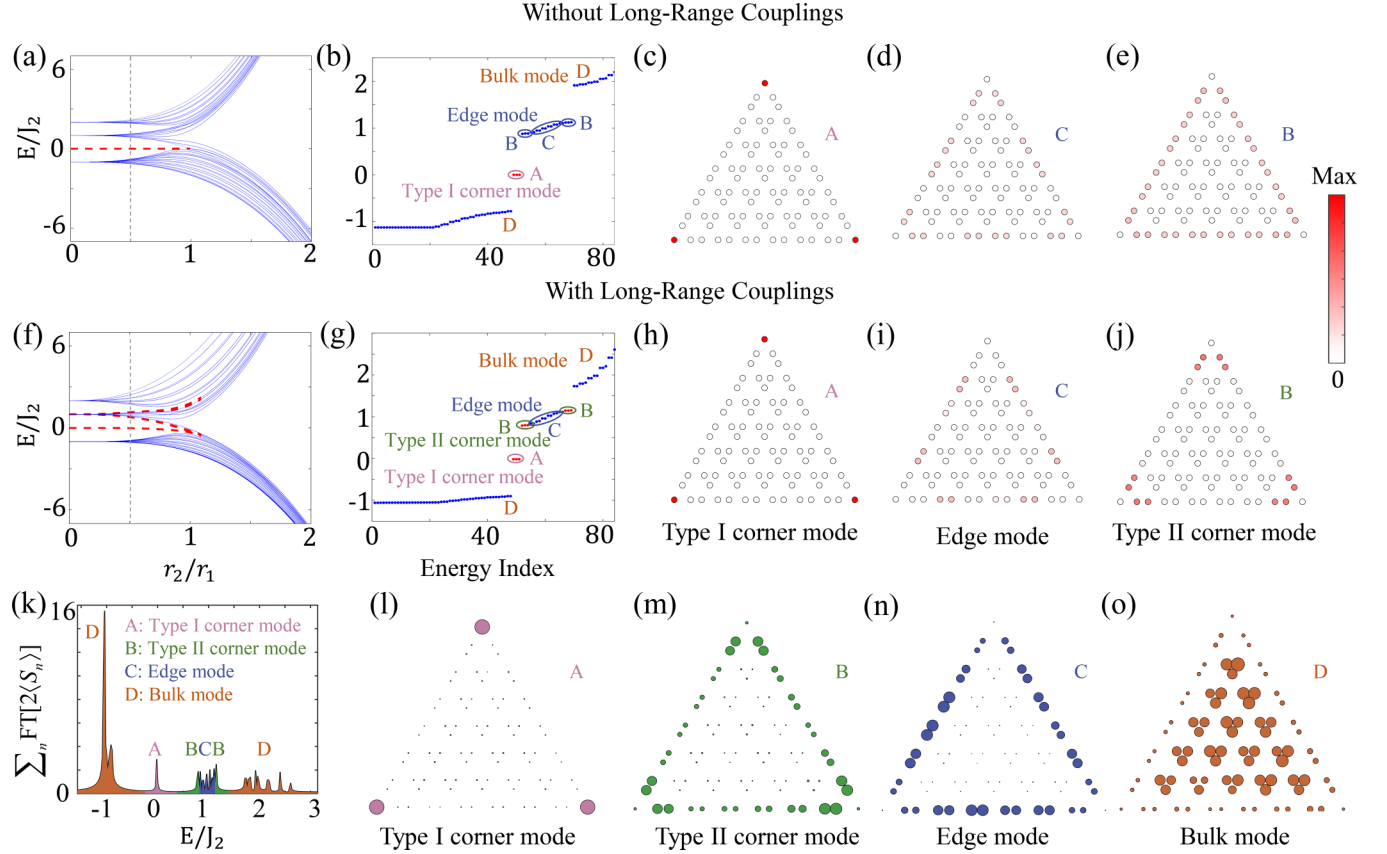 Without Long-Range Couplings
(a)
6
0
-6
E/J₂
0
1
2
(b)
2
1
0
-1
0
40
80
Bulk mode
D
Edge mode
B
C
B
A
Type I corner mode
D
(c)
A
(d)
C
(e)
B
Max
0
With Long-Range Couplings
(f)
6
0
-6
E/J₂
0
1
2
r₂/r₁
(g)
2
1
0
-1
0
40
80
Energy Index
Bulk mode
D
Edge mode
B
B
C
Type II corner mode
A
Type I corner mode
D
(h)
A
Type I corner mode
(i)
C
Edge mode
(j)
B
Type II corner mode
(k)
16
0
∑ₙFT[2⟨Sₙ⟩]
D
A: Type I corner mode
B: Type II corner mode
C: Edge mode
D: Bulk mode
A
BCB
D
-1
0
1
2
3
E/J₂
(l)
A
Type I corner mode
(m)
B
Type II corner mode
(n)
C
Edge mode
(o)
D
Bulk mode